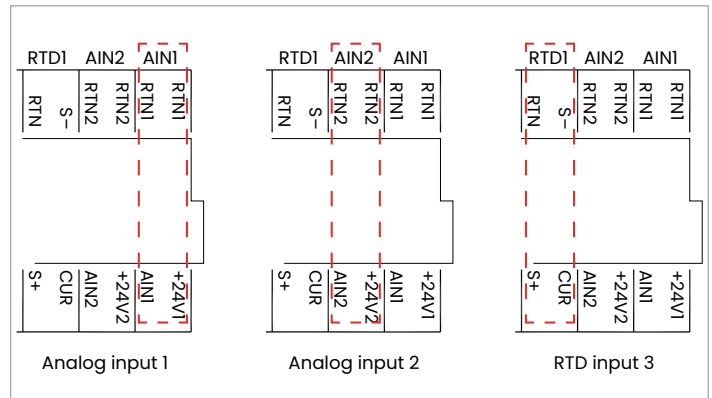 RTD1 AIN2 AIN1
RTN S– RTN2 RTN2 RTN1 RTN1
S+ CUR AIN2 +24V2 AIN1 +24V1
Analog input 1
RTD1 AIN2 AIN1
RTN S– RTN2 RTN2 RTN1 RTN1
S+ CUR AIN2 +24V2 AIN1 +24V1
Analog input 2
RTD1 AIN2 AIN1
RTN S– RTN2 RTN2 RTN1 RTN1
S+ CUR AIN2 +24V2 AIN1 +24V1
RTD input 3